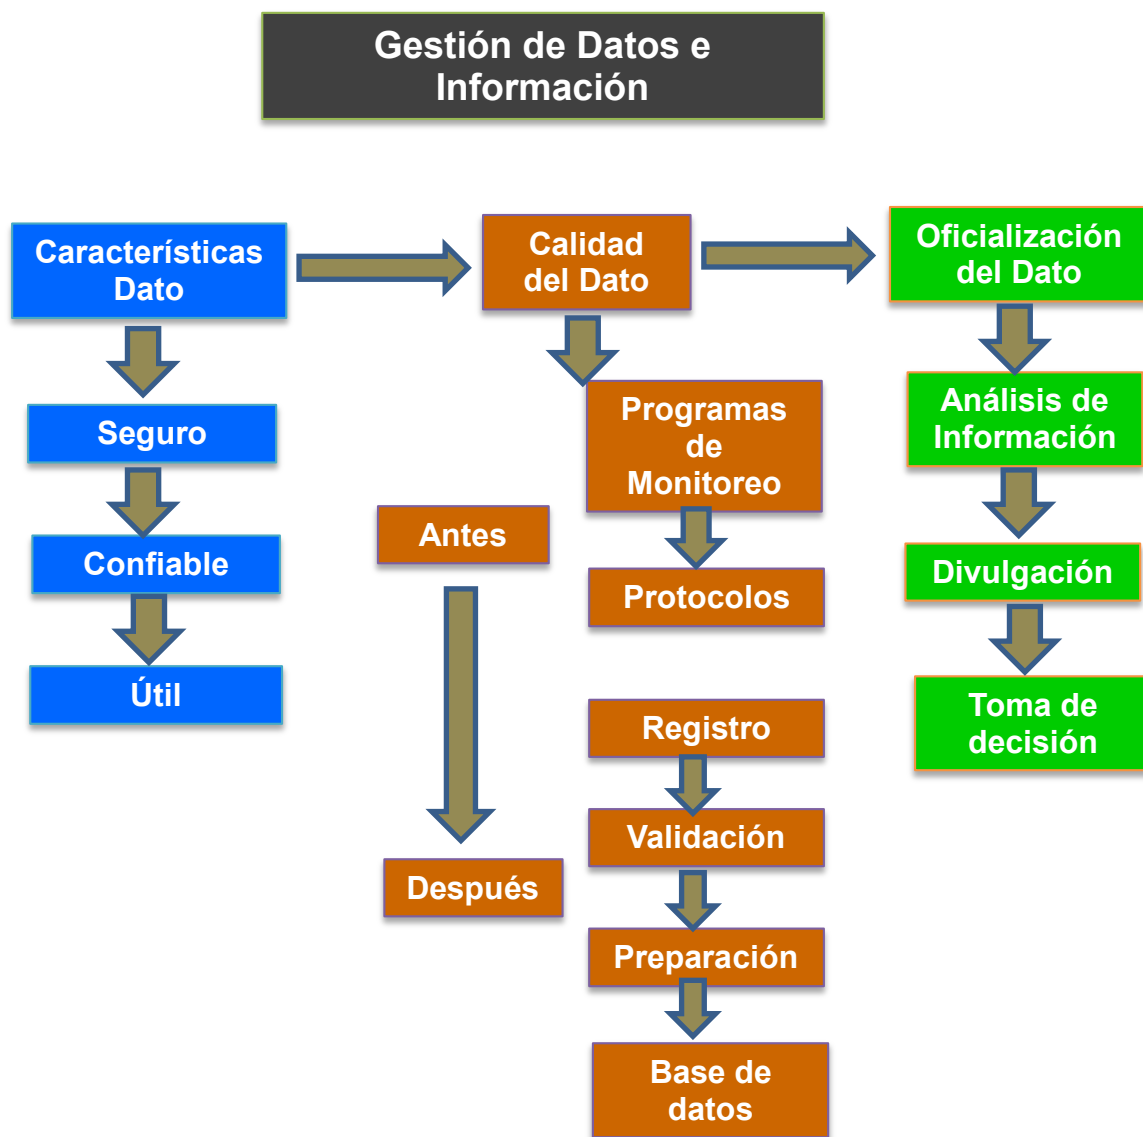 Gestión de Datos e
Información
Características
Dato
Seguro
Confiable
Útil
Calidad
del Dato
Programas
de
Monitoreo
Antes
Protocolos
Registro
Validación
Después
Preparación
Base de
datos
Oficialización
del Dato
Análisis de
Información
Divulgación
Toma de
decisión